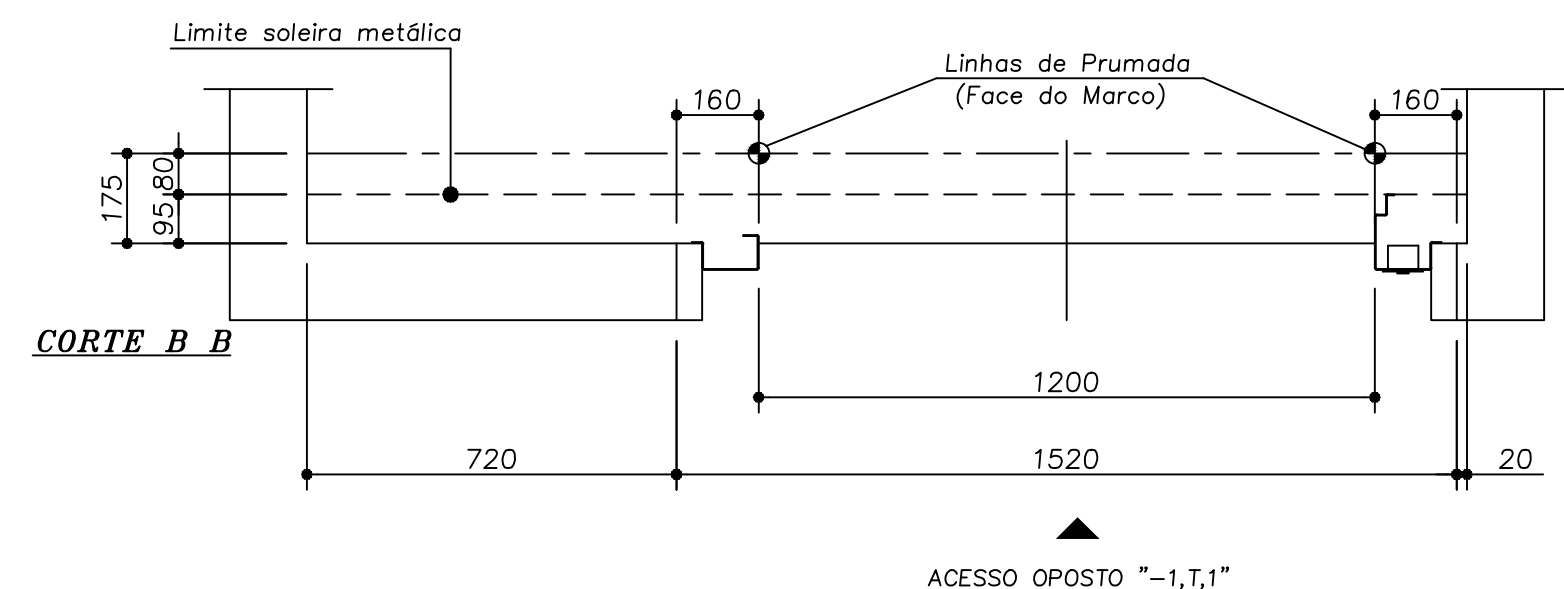 Limite soleira metálica
Linhas de Prumada
(Face do Marco)
160
160
175
80
95
CORTE B B
1200
720
1520
20
ACESSO OPOSTO "-1,T,1"